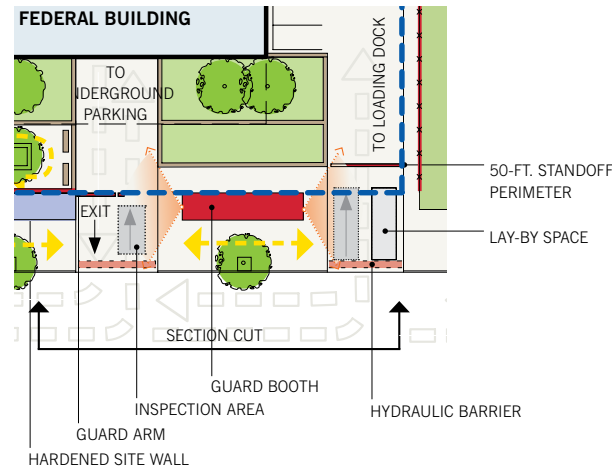 FEDERAL BUILDING
TO
NDERGROUND
PARKING
TO LOADING DOCK
50-FT. STANDOFF
PERIMETER
EXIT
LAY-BY SPACE
SECTION CUT
GUARD BOOTH
INSPECTION AREA
HYDRAULIC BARRIER
GUARD ARM
HARDENED SITE WALL